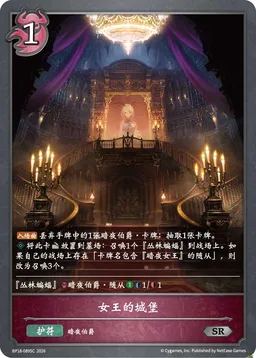 1
入场曲 丢弃手牌中的1张暗夜伯爵·卡牌：抽取1张卡牌。
将此卡面放置到墓场：召唤3个『丛林蝙蝠』到战场上。如
果自己的战场上存在「卡牌名包含『暗夜女王』的随从」，则
改为召唤5个。
『丛林蝙蝠』暗夜伯爵·随从 1 1/1
女王的城堡
护符 暗夜伯爵
SR
© Cygames, Inc. Published by NetEase Games